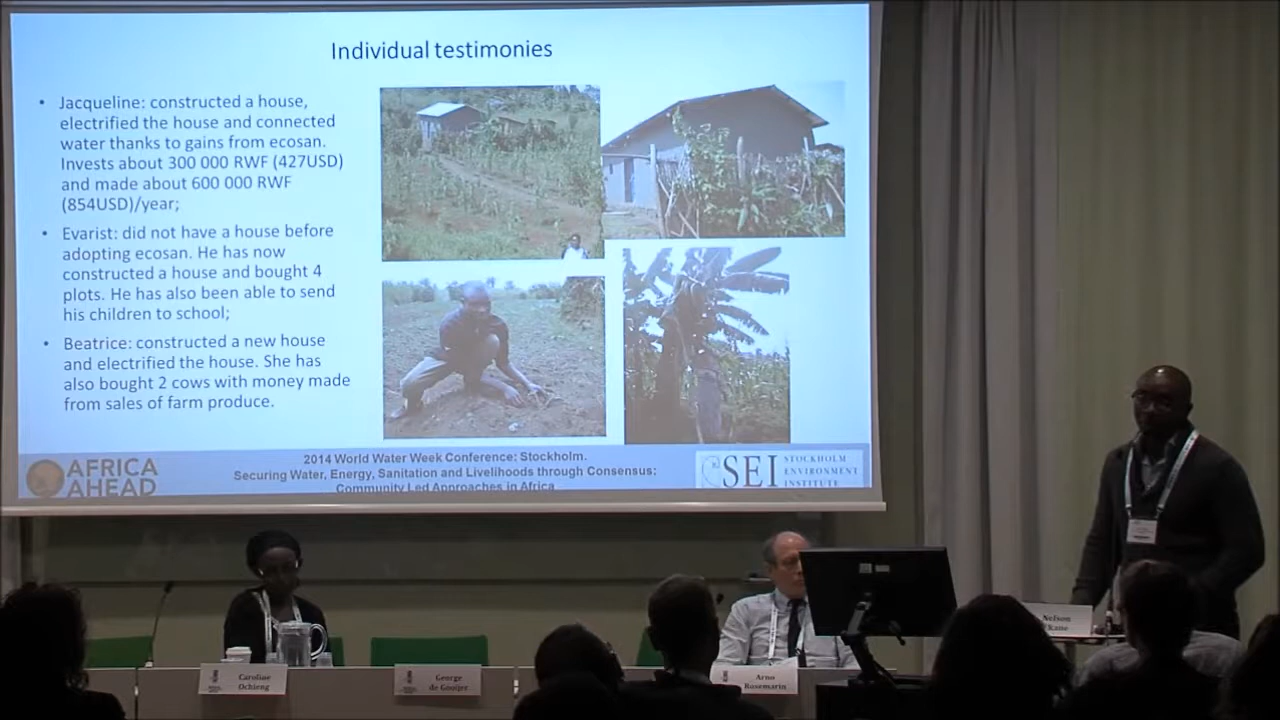 Individual testimonies
• Jacqueline: constructed a house,
electrified the house and connected
water thanks to gains from ecosan.
Invests about 300 000 RWF (427USD)
and made about 600 000 RWF
(854USD)/year;
• Evarist: did not have a house before
adopting ecosan. He has now
constructed a house and bought 4
plots. He has also been able to send
his children to school;
• Beatrice: constructed a new house
and electrified the house. She has
also bought 2 cows with money made
from sales of farm produce.
AFRICA
AHEAD
2014 World Water Week Conference: Stockholm.
Securing Water, Energy, Sanitation and Livelihoods through Consensus:
Community Led Approaches in Africa
SEI
STOCKHOLM
ENVIRONMENT
INSTITUTE
Caroline
Ochieng
George
de Gooijer
Arno
Rosemarin
Nelson